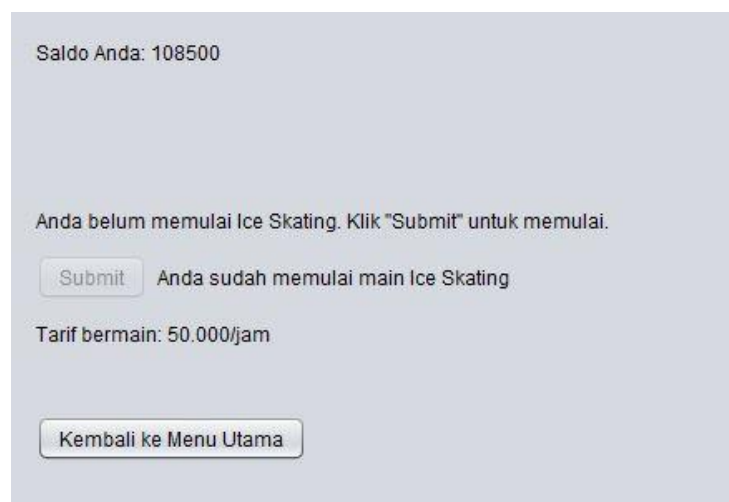 Saldo Anda: 108500
Anda belum memulai Ice Skating. Klik "Submit" untuk memulai.
Submit Anda sudah memulai main Ice Skating
Tarif bermain: 50.000/jam
Kembali ke Menu Utama